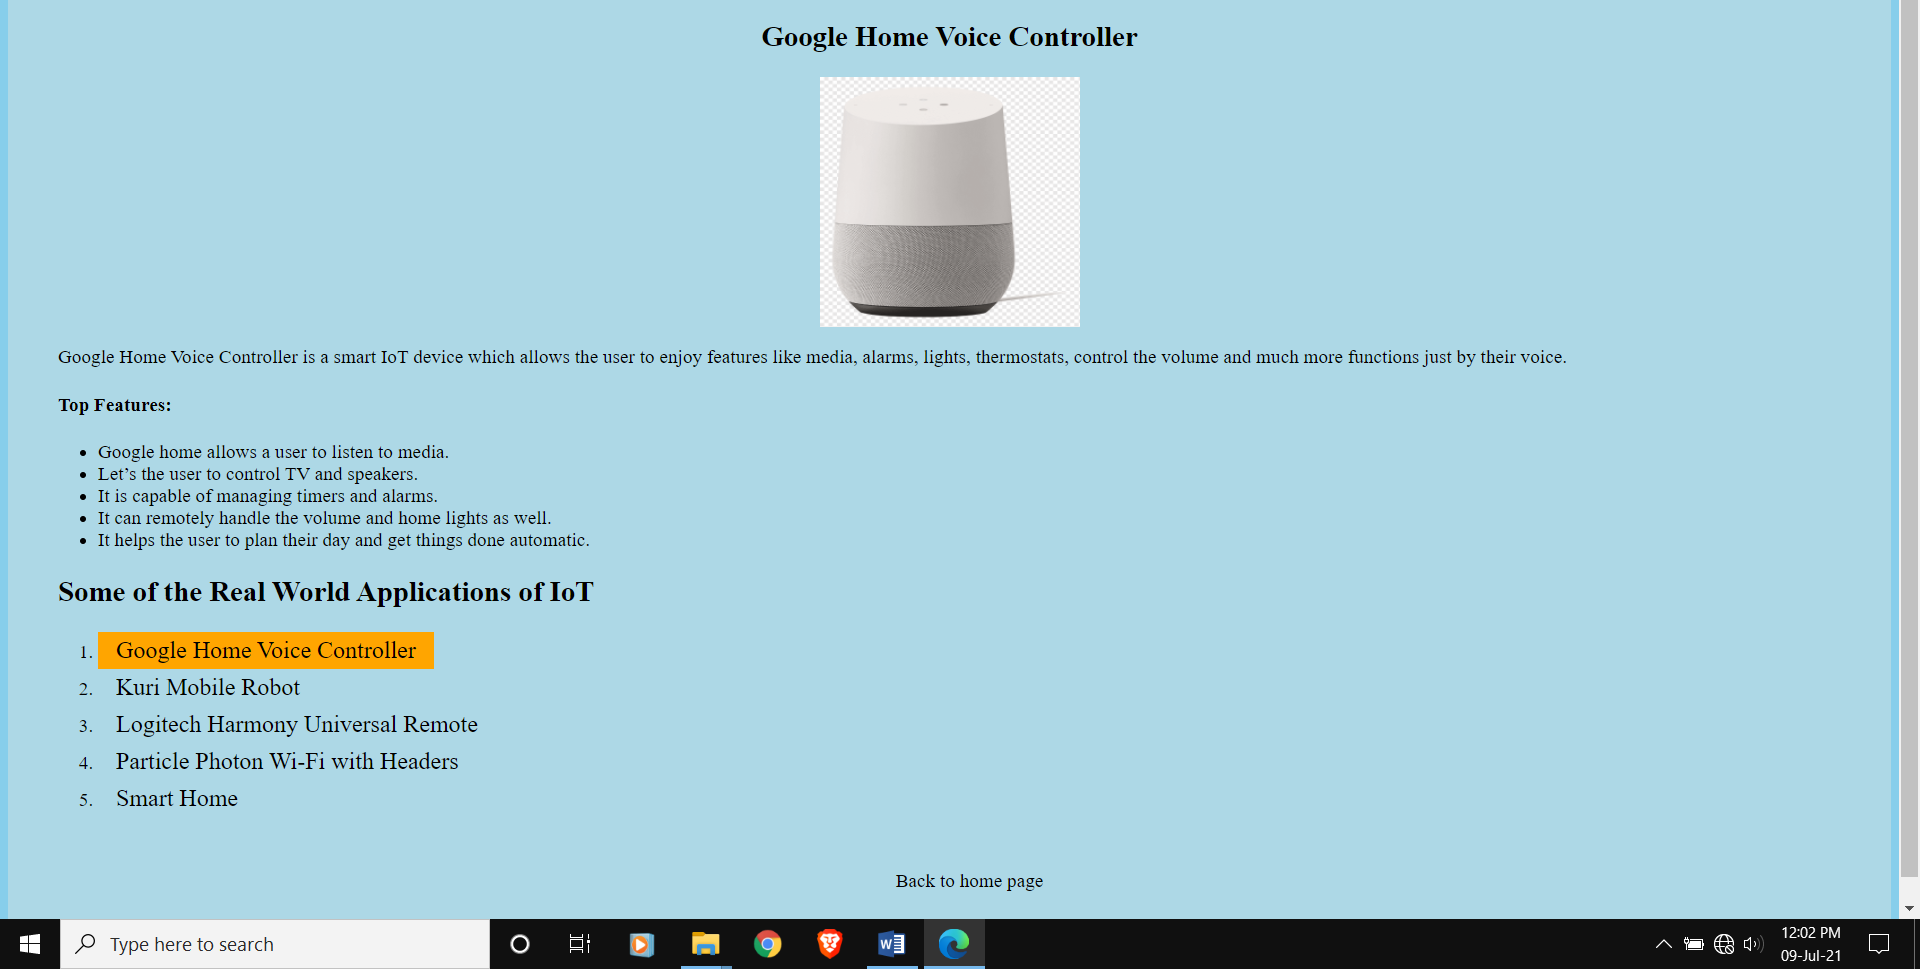 Google Home Voice Controller
Google Home Voice Controller is a smart IoT device which allows the user to enjoy features like media, alarms, lights, thermostats, control the volume and much more functions just by their voice.
Top Features:
• Google home allows a user to listen to media.
• Let’s the user to control TV and speakers.
• It is capable of managing timers and alarms.
• It can remotely handle the volume and home lights as well.
• It helps the user to plan their day and get things done automatic.
Some of the Real World Applications of IoT
1. Google Home Voice Controller
2. Kuri Mobile Robot
3. Logitech Harmony Universal Remote
4. Particle Photon Wi-Fi with Headers
5. Smart Home
Back to home page
Type here to search
W
12:02 PM
09-Jul-21